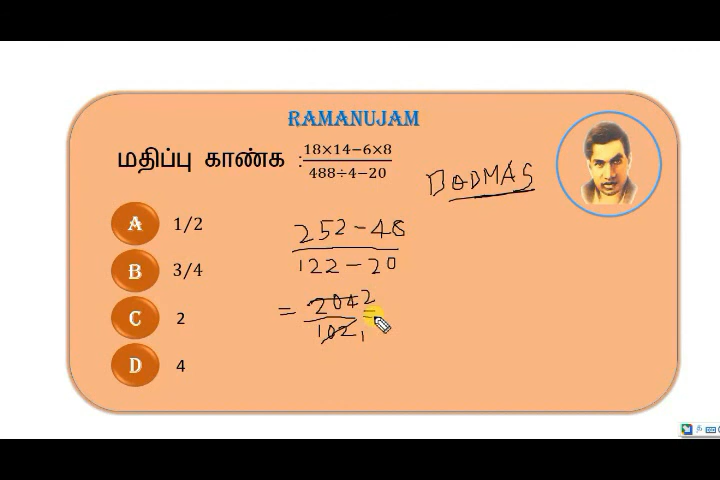 RAMANUJAM
மதிப்பு காண்க : 18×14−6×8 / 488÷4−20
BODMAS
A 1/2
B 3/4
C 2
D 4
252 − 48
122 − 20
= 204 2 =
102 1